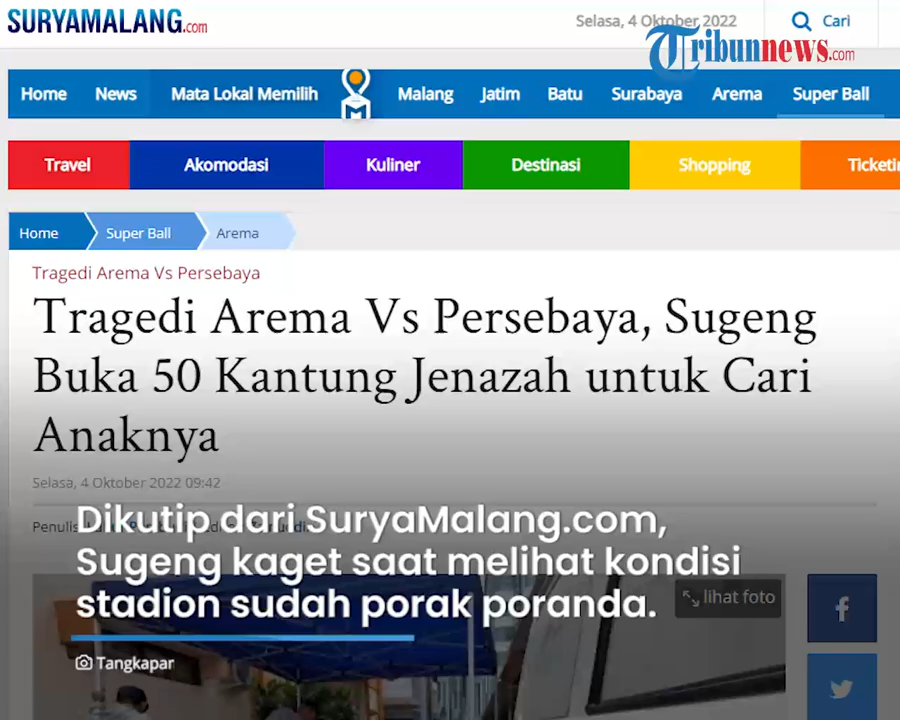 SURYAMALANG.com
Selasa, 4 Oktober 2022
Cari
Tribunnews.com
Home News Mata Lokal Memilih Malang Jatim Batu Surabaya Arema Super Ball
Travel Akomodasi Kuliner Destinasi Shopping
Home Super Ball Arema
Tragedi Arema Vs Persebaya
Tragedi Arema Vs Persebaya, Sugeng
Buka 50 Kantung Jenazah untuk Cari
Anaknya
Selasa, 4 Oktober 2022 09:42
Dikutip dari SuryaMalang.com,
Sugeng kaget saat melihat kondisi
stadion sudah porak poranda.
lihat foto
Tangkapar